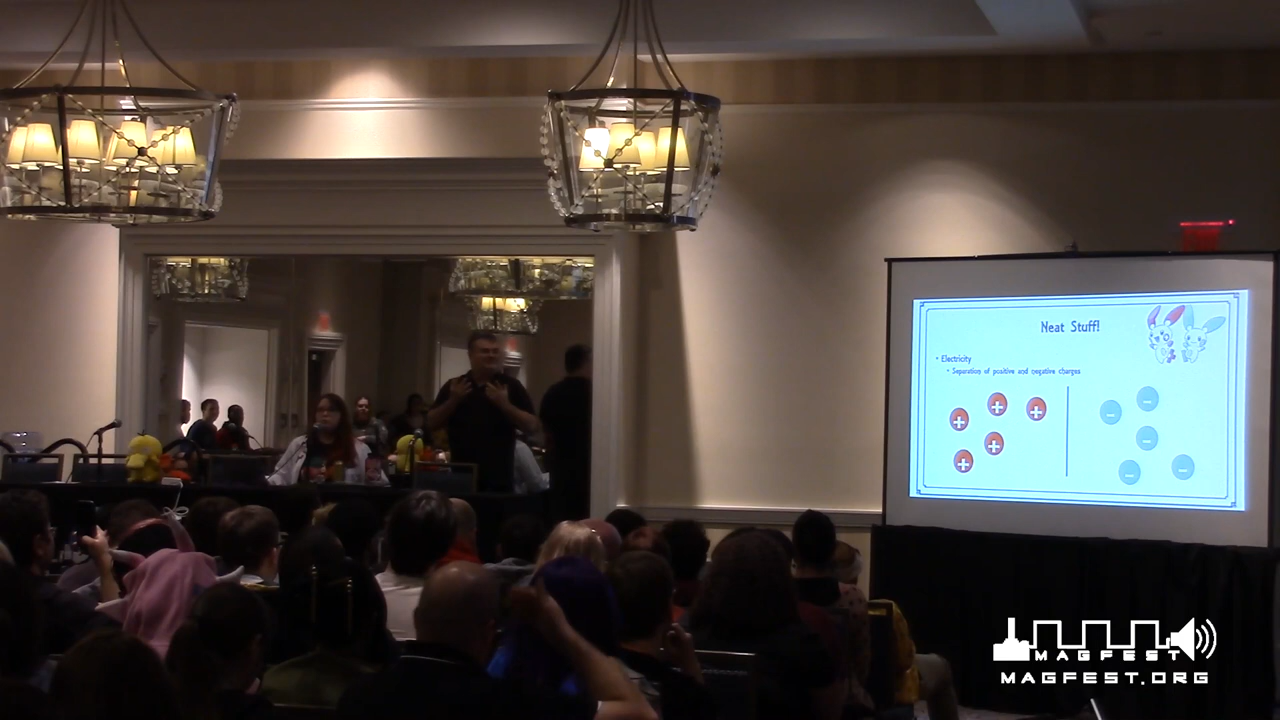 Neat Stuff!
• Electricity
• Separation of positive and negative charges
+ + +
+
+
- -
-
- -
MAGFEST
MAGFEST.ORG